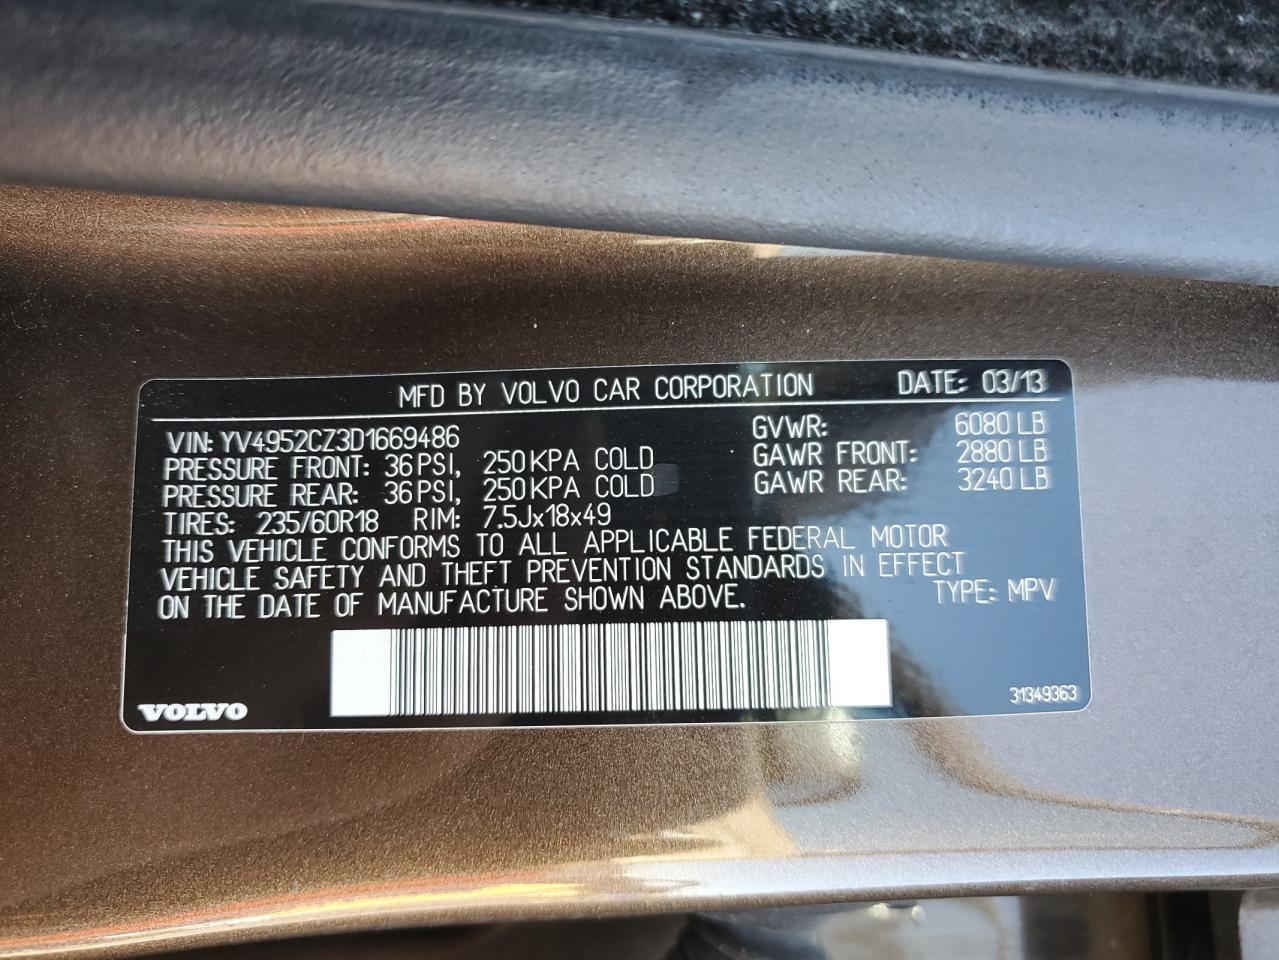 MFD BY VOLVO CAR CORPORATION DATE: 03/13
VIN: YV4952CZ3D1669486 GVWR: 6080 LB
PRESSURE FRONT: 36 PSI, 250 KPA COLD GAWR FRONT: 2880 LB
PRESSURE REAR: 36 PSI, 250 KPA COLD GAWR REAR: 3240 LB
TIRES: 235/60R18 RIM: 7.5Jx18x49
THIS VEHICLE CONFORMS TO ALL APPLICABLE FEDERAL MOTOR
VEHICLE SAFETY AND THEFT PREVENTION STANDARDS IN EFFECT
ON THE DATE OF MANUFACTURE SHOWN ABOVE. TYPE: MPV
VOLVO 31349363